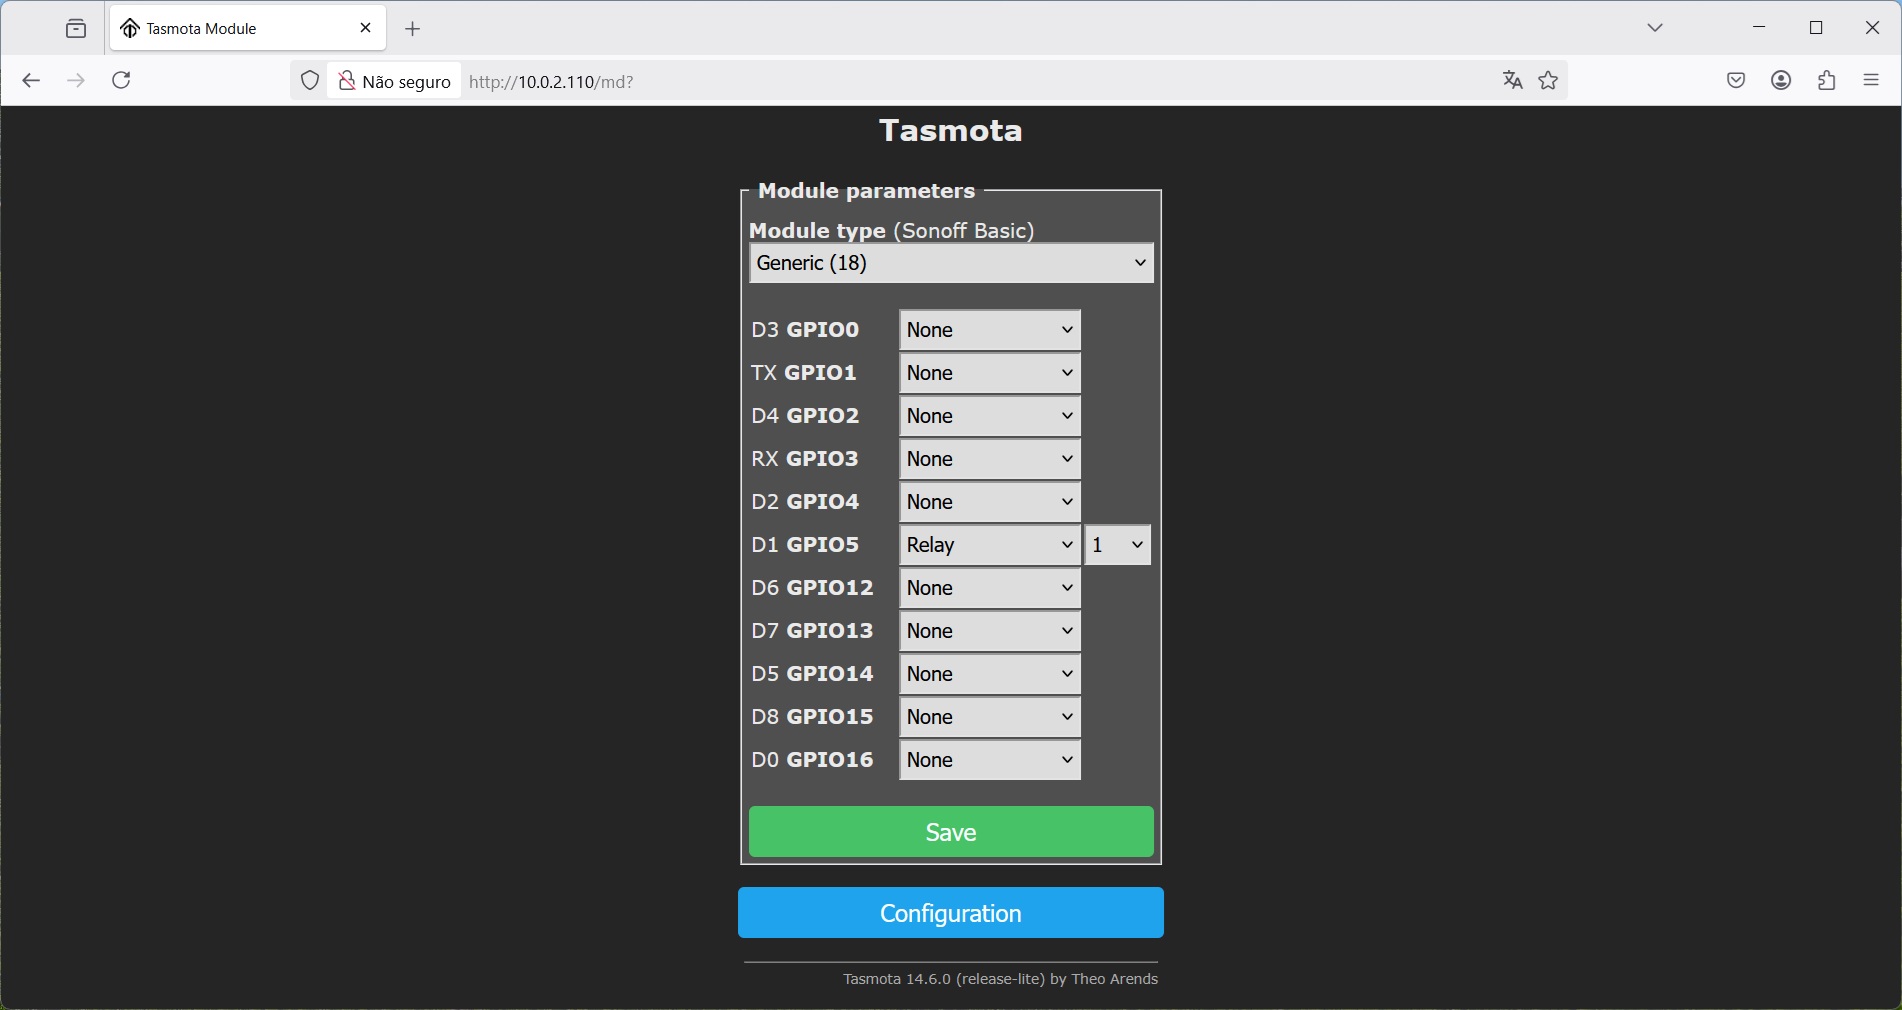 Tasmota Module
Não seguro http://10.0.2.110/md?
Tasmota
Module parameters
Module type (Sonoff Basic)
Generic (18)
D3 GPIO0 None
TX GPIO1 None
D4 GPIO2 None
RX GPIO3 None
D2 GPIO4 None
D1 GPIO5 Relay 1
D6 GPIO12 None
D7 GPIO13 None
D5 GPIO14 None
D8 GPIO15 None
D0 GPIO16 None
Save
Configuration
Tasmota 14.6.0 (release-lite) by Theo Arends